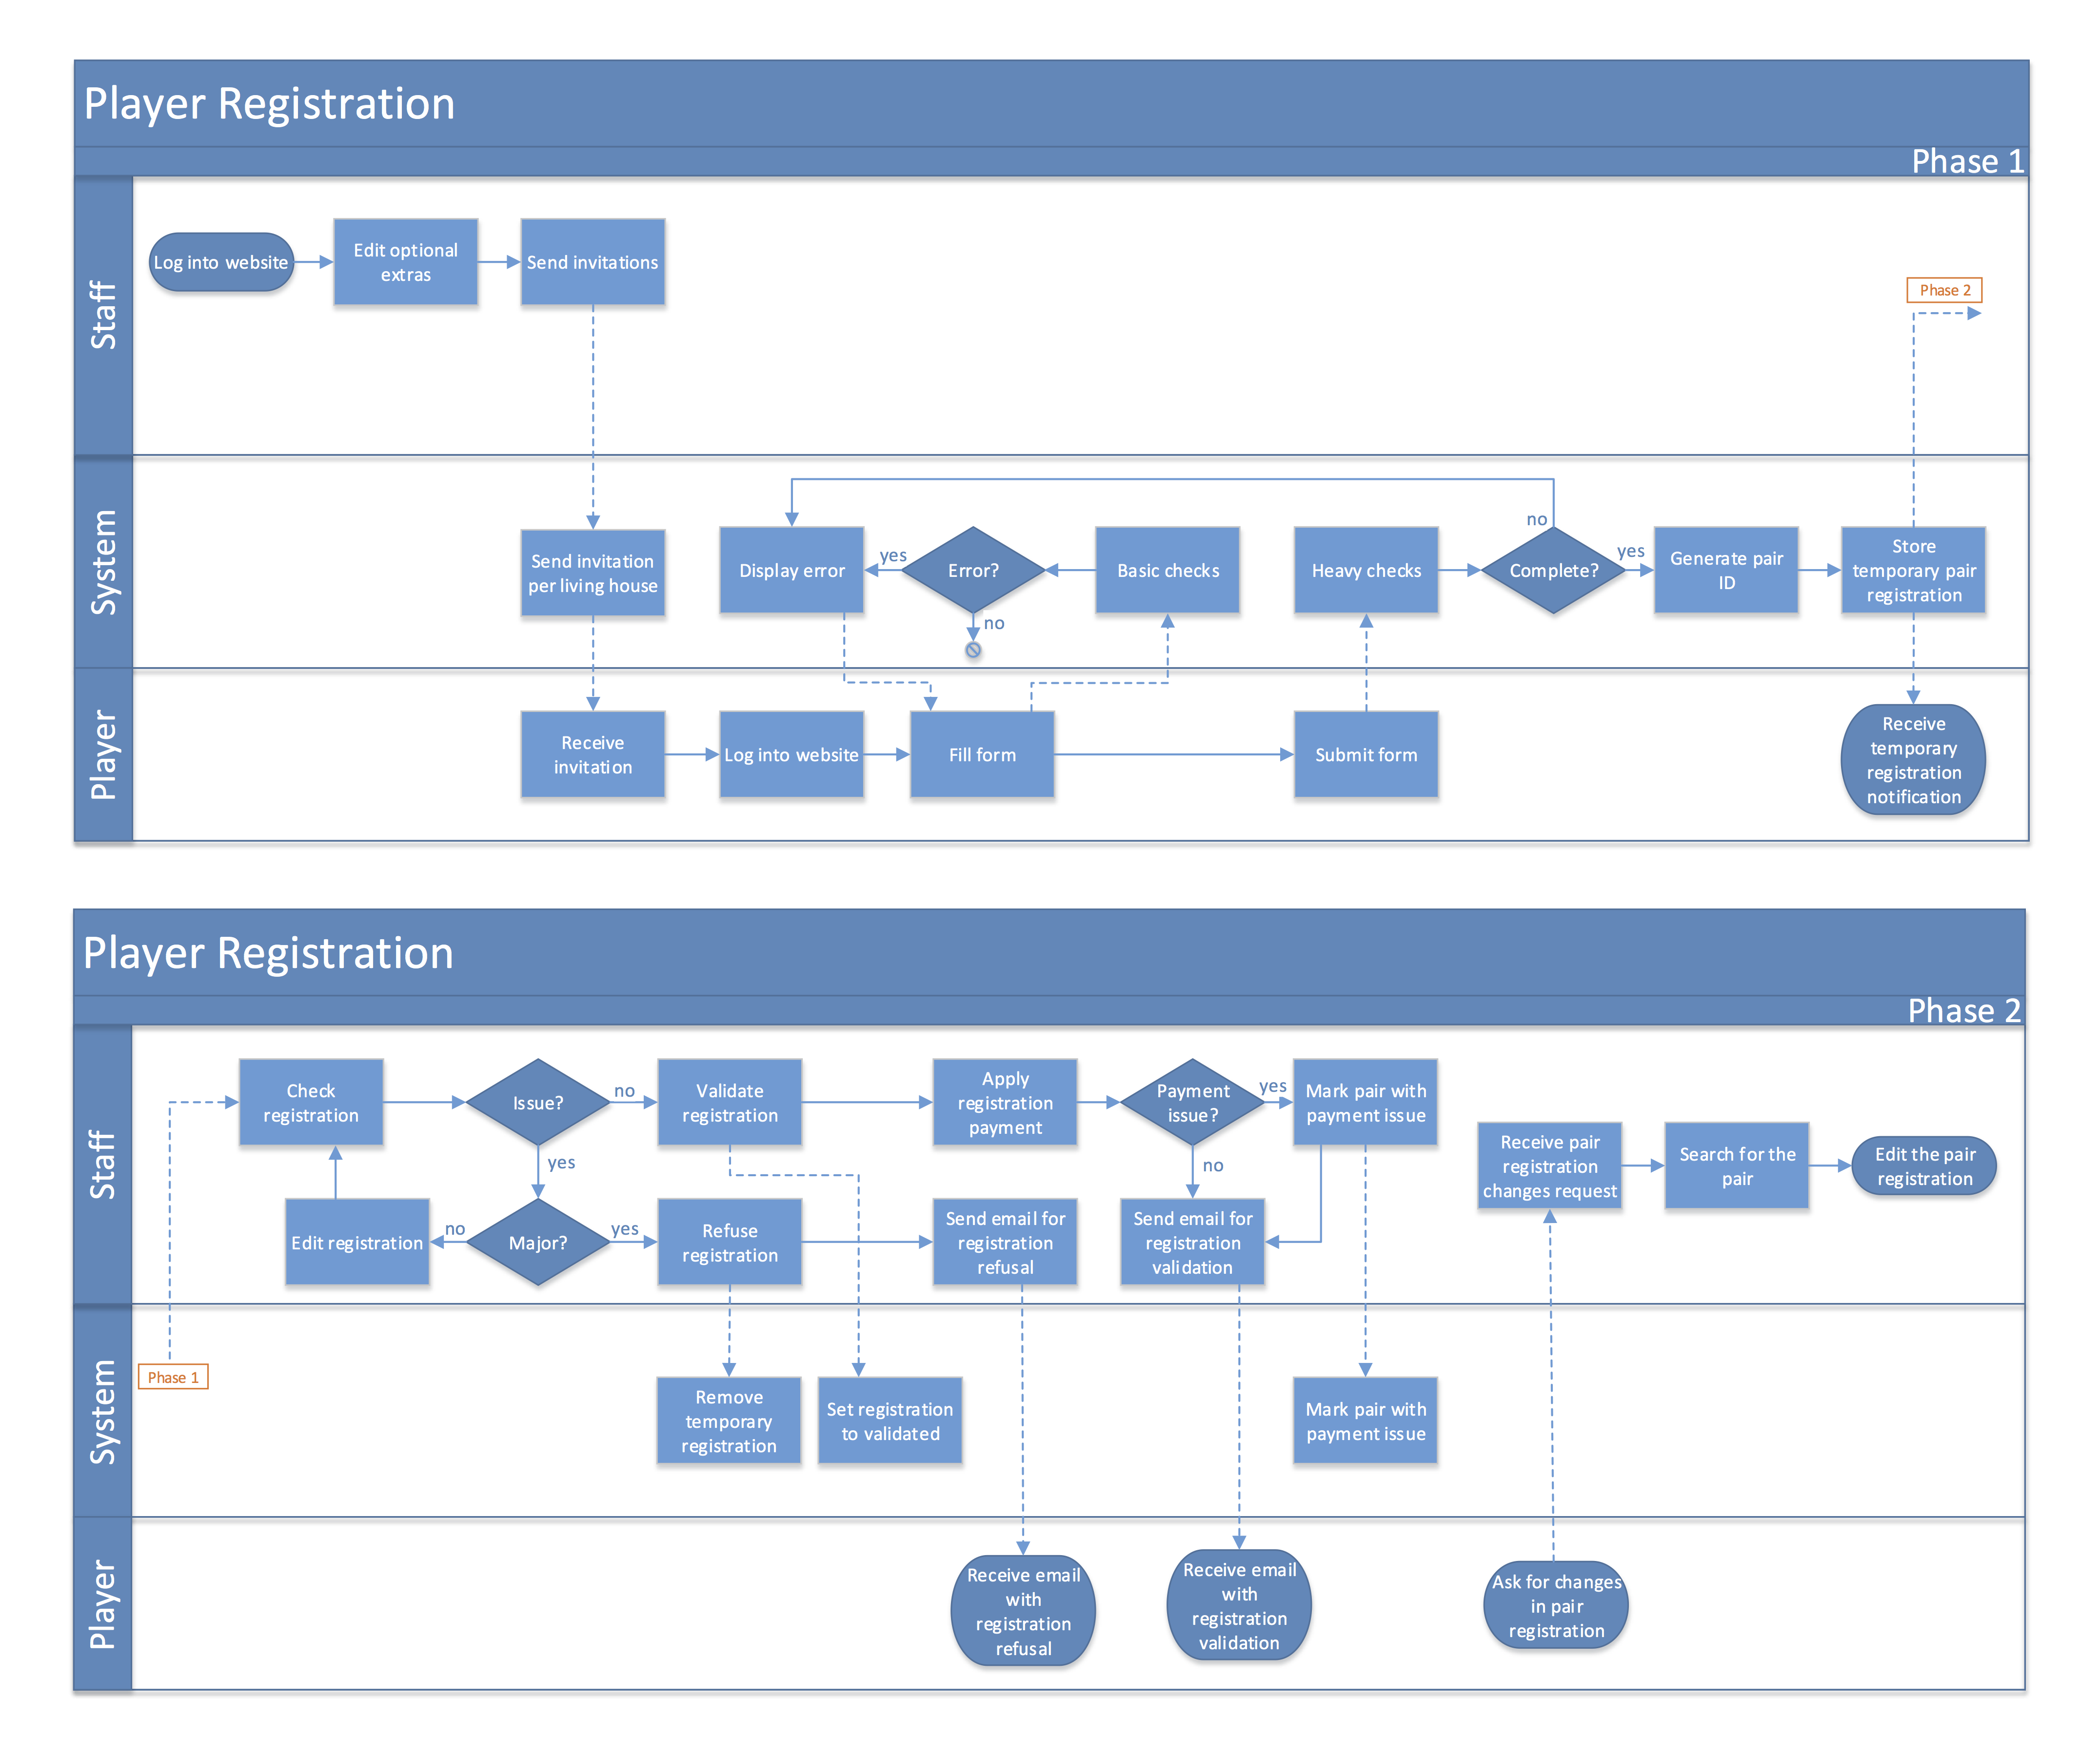 Player Registration
Phase 1
Staff
Log into website
Edit optional
extras
Send invitations
Phase 2
System
Send invitation
per living house
Display error
yes
Error?
no
Basic checks
Heavy checks
no
Complete?
yes
Generate pair
ID
Store
temporary pair
registration
Player
Receive
invitation
Log into website
Fill form
Submit form
Receive
temporary
registration
notification
Player Registration
Phase 2
Staff
Check
registration
Issue?
no
yes
Validate
registration
Apply
registration
payment
Payment
issue?
yes
no
Mark pair with
payment issue
Receive pair
registration
changes request
Search for the
pair
Edit the pair
registration
Edit registration
no
Major?
yes
Refuse
registration
Send email for
registration
refusal
Send email for
registration
validation
System
Phase 1
Remove
temporary
registration
Set registration
to validated
Mark pair with
payment issue
Player
Receive email
with
registration
refusal
Receive email
with
registration
validation
Ask for changes
in pair
registration